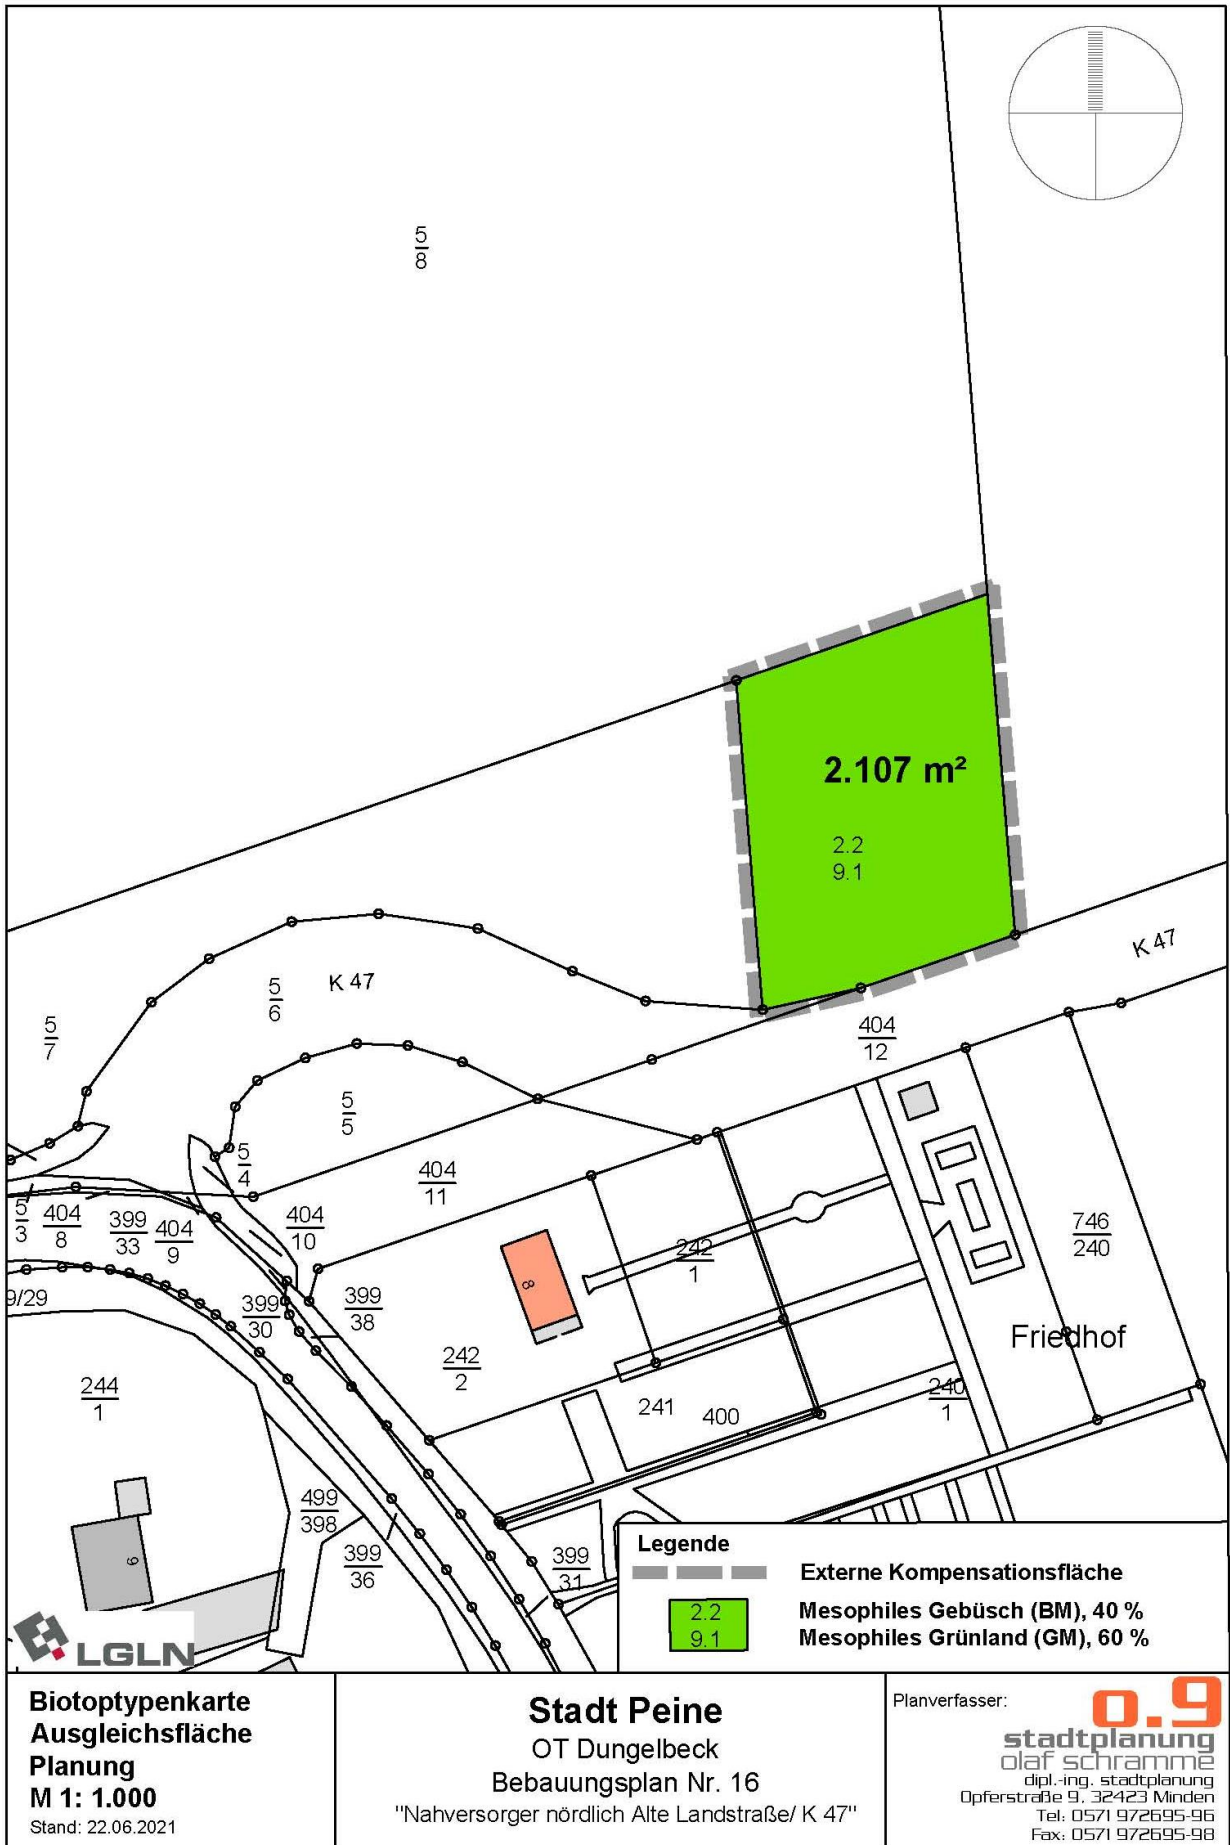 5
8
2.107 m²
2.2
9.1
K 47
K 47
5
6
5
7
404
12
5
5
5
4
404
11
5
3
404
8
399
33
404
9
404
10
746
240
242
1
8
9/29
399
30
399
38
Friedhof
242
2
244
1
241
400
240
1
499
398
399
36
399
31
9
LGLN
Legende
Externe Kompensationsfläche
2.2
9.1
Mesophiles Gebüsch (BM), 40 %
Mesophiles Grünland (GM), 60 %
Biotoptypenkarte
Ausgleichsfläche
Planung
M 1: 1.000
Stand: 22.06.2021
Stadt Peine
OT Dungelbeck
Bebauungsplan Nr. 16
"Nahversorger nördlich Alte Landstraße/ K 47"
Planverfasser:
o.9
stadtplanung
olaf schramme
dipl.-ing. stadtplanung
Opferstraße 9, 32423 Minden
Tel: 0571 972695-96
Fax: 0571 972695-98